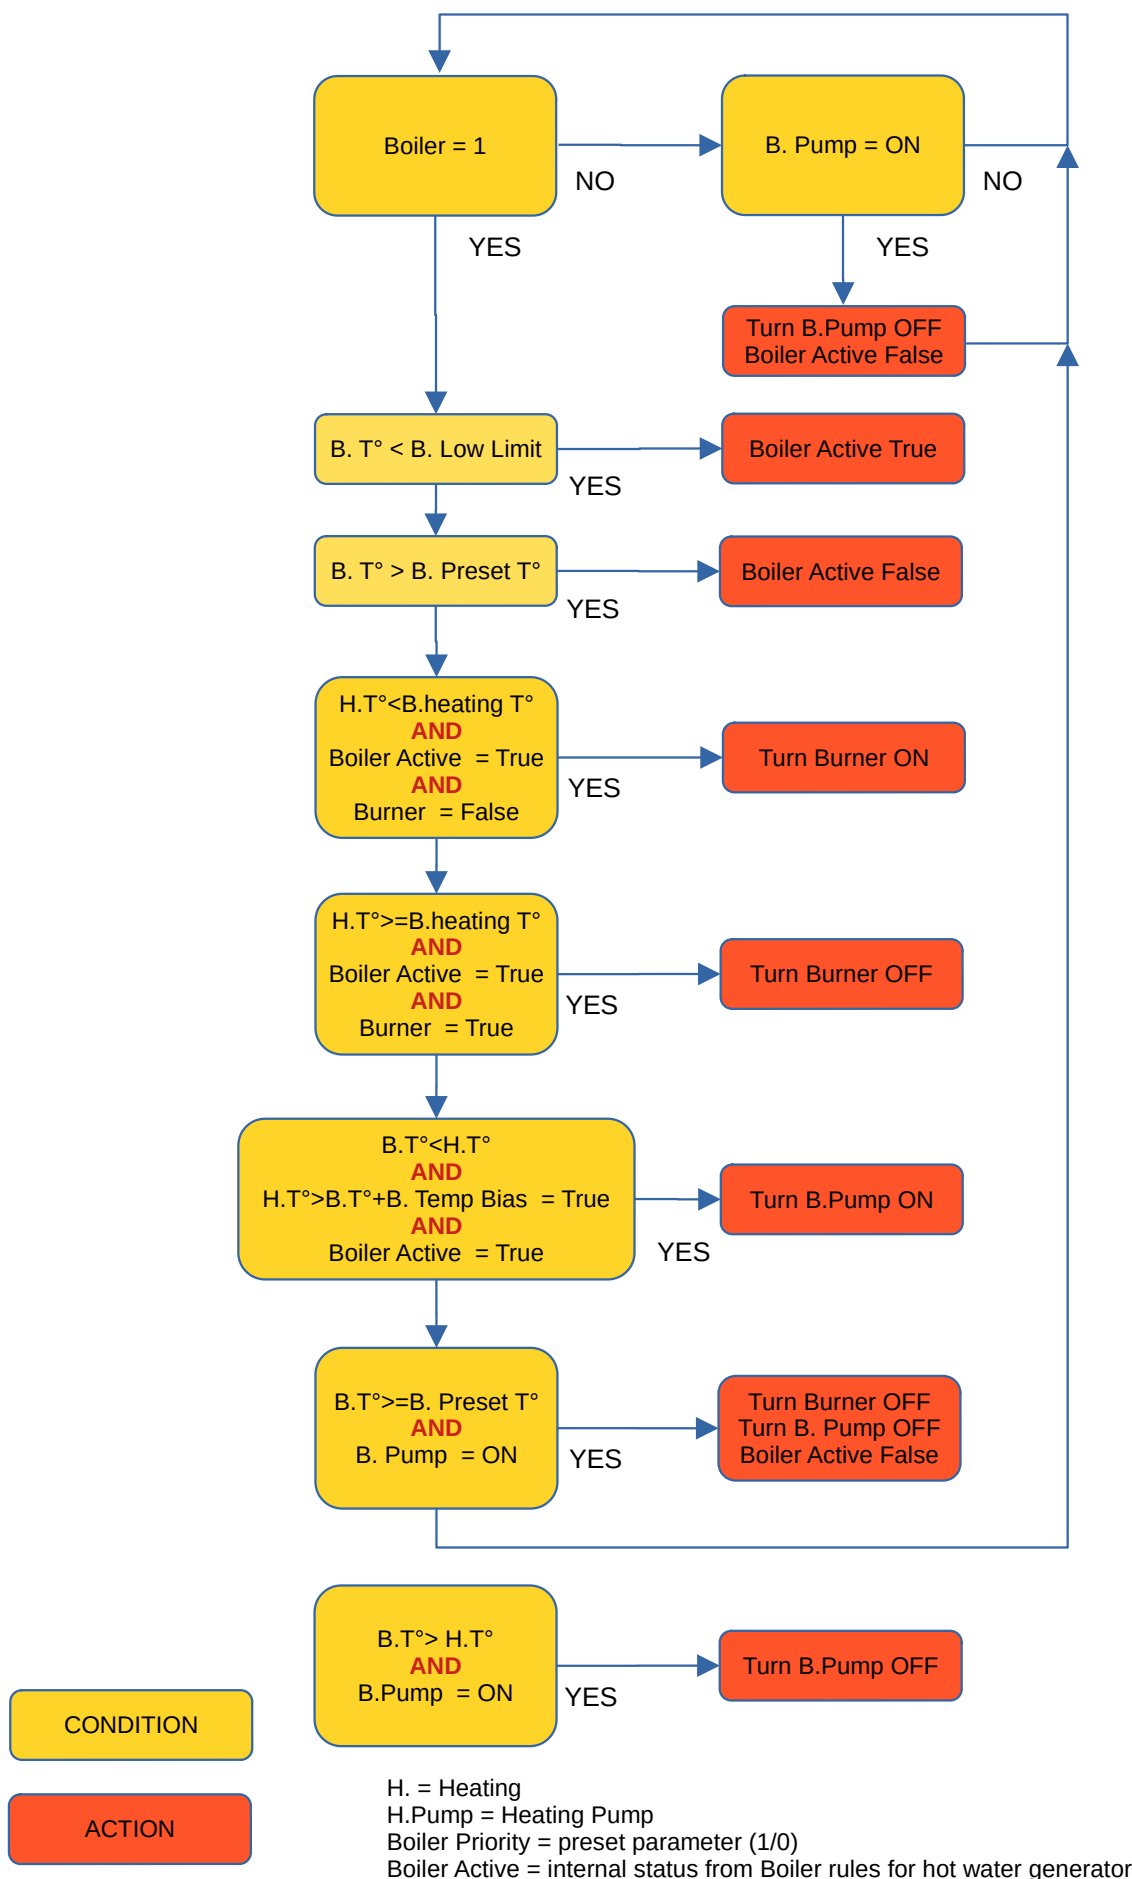 Boiler = 1
B. Pump = ON
NO
NO
YES
YES
Turn B.Pump OFF
Boiler Active False
B. T° < B. Low Limit
Boiler Active True
YES
B. T° > B. Preset T°
Boiler Active False
YES
H.T°<B.heating T°
AND
Boiler Active = True
AND
Burner = False
Turn Burner ON
YES
H.T°>=B.heating T°
AND
Boiler Active = True
AND
Burner = True
Turn Burner OFF
YES
B.T°<H.T°
AND
H.T°>B.T°+B. Temp Bias = True
AND
Boiler Active = True
Turn B.Pump ON
YES
B.T°>=B. Preset T°
AND
B. Pump = ON
Turn Burner OFF
Turn B. Pump OFF
Boiler Active False
YES
B.T°> H.T°
AND
B.Pump = ON
Turn B.Pump OFF
YES
CONDITION
ACTION
H. = Heating
H.Pump = Heating Pump
Boiler Priority = preset parameter (1/0)
Boiler Active = internal status from Boiler rules for hot water generator